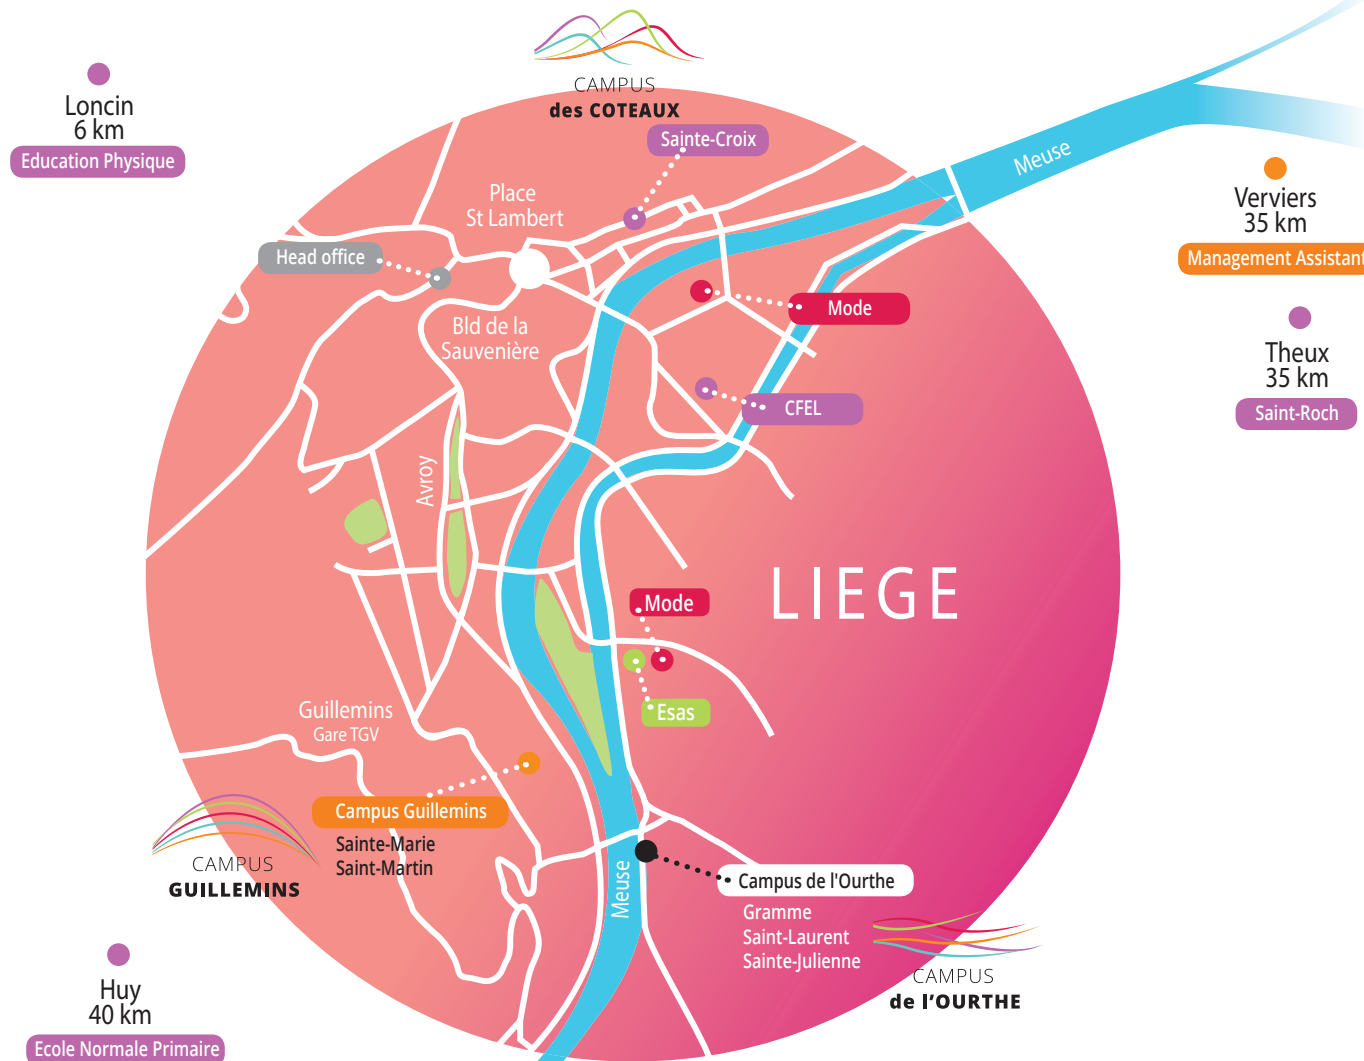 CAMPUS
des COTEAUX
Loncin
6 km
Education Physique
Sainte-Croix
Meuse
Place
St Lambert
Verviers
35 km
Management Assistant
Head office
Mode
Bld de la
Sauvenière
Theux
35 km
Saint-Roch
CFEL
Avroy
LIEGE
Mode
Esas
Guillemins
Gare TGV
Campus Guillemins
Sainte-Marie
Saint-Martin
CAMPUS
GUILLEMINS
Meuse
Campus de l'Ourthe
Gramme
Saint-Laurent
Sainte-Julienne
CAMPUS
de l'OURTHE
Huy
40 km
Ecole Normale Primaire